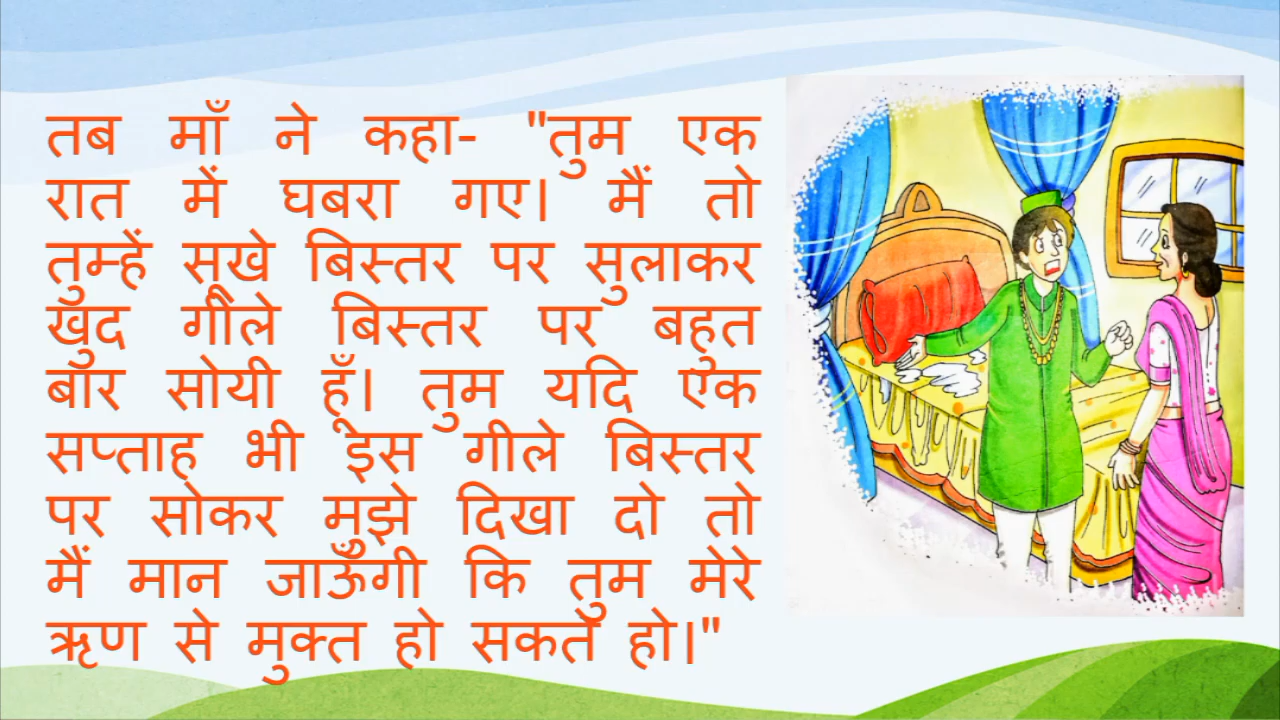 तब माँ ने कहा- "तुम एक
रात में घबरा गए। मैं तो
तुम्हें सूखे बिस्तर पर सुलाकर
खुद गीले बिस्तर पर बहुत
बार सोयी हूँ। तुम यदि एक
सप्ताह भी इस गीले बिस्तर
पर सोकर मुझे दिखा दो तो
मैं मान जाऊँगी कि तुम मेरे
ऋण से मुक्त हो सकते हो।"